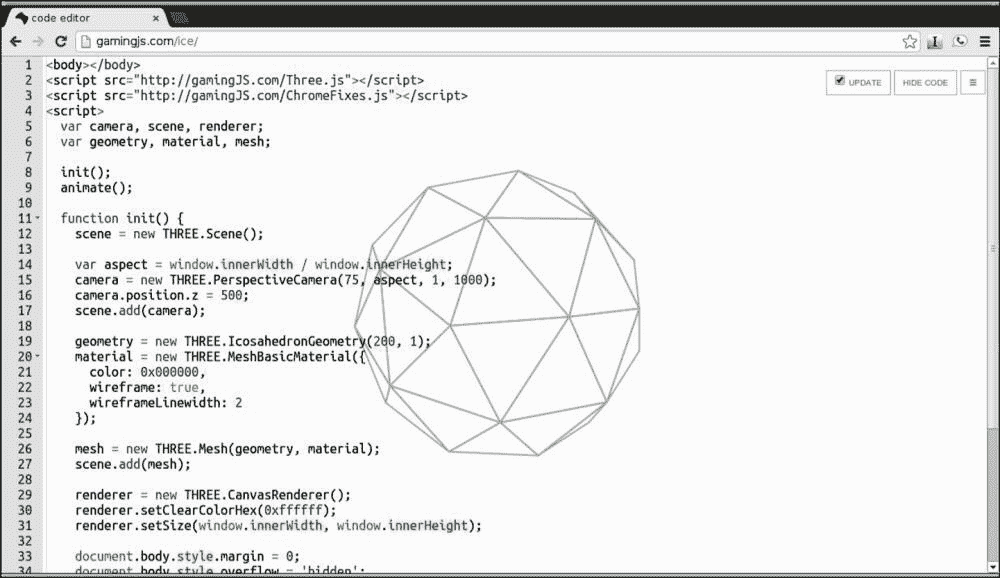 code editor
gamingjs.com/ice/
UPDATE HIDE CODE
1 <body></body>
2 <script src="http://gamingJS.com/Three.js"></script>
3 <script src="http://gamingJS.com/ChromeFixes.js"></script>
4 <script>
5 var camera, scene, renderer;
6 var geometry, material, mesh;
7
8 init();
9 animate();
10
11 function init() {
12 scene = new THREE.Scene();
13
14 var aspect = window.innerWidth / window.innerHeight;
15 camera = new THREE.PerspectiveCamera(75, aspect, 1, 1000);
16 camera.position.z = 500;
17 scene.add(camera);
18
19 geometry = new THREE.IcosahedronGeometry(200, 1);
20 material = new THREE.MeshBasicMaterial({
21 color: 0x000000,
22 wireframe: true,
23 wireframeLinewidth: 2
24 });
25
26 mesh = new THREE.Mesh(geometry, material);
27 scene.add(mesh);
28
29 renderer = new THREE.CanvasRenderer();
30 renderer.setClearColorHex(0xffffff);
31 renderer.setSize(window.innerWidth, window.innerHeight);
32
33 document.body.style.margin = 0;
34 document.body.style.overflow = 'hidden';